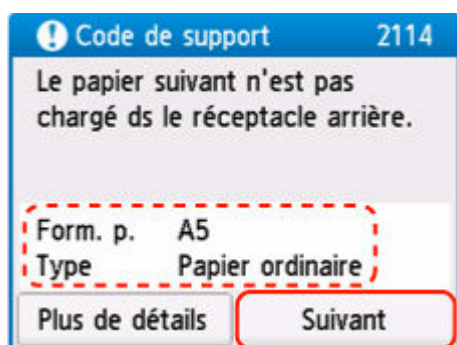 Code de support 2114
Le papier suivant n'est pas
chargé ds le réceptacle arrière.
Form. p. A5
Type Papier ordinaire
Plus de détails Suivant